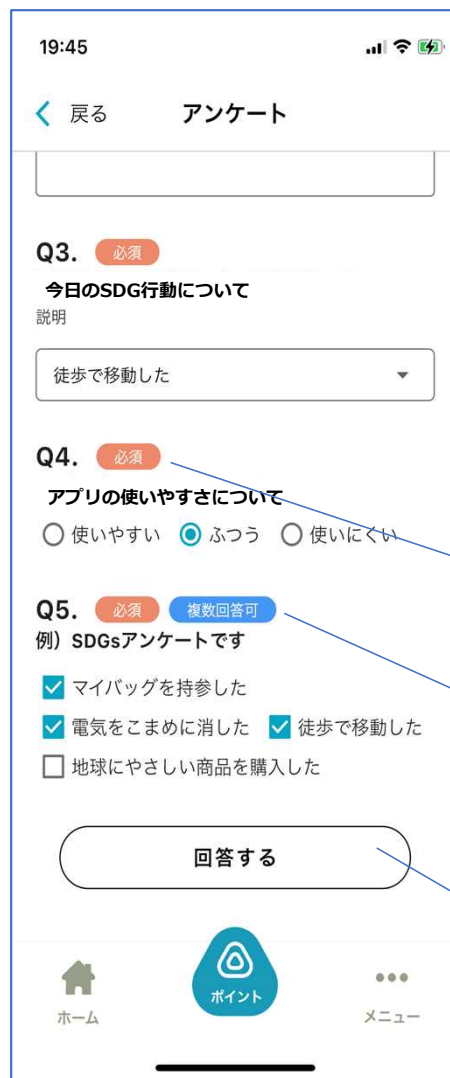 19:45
戻る アンケート
Q3. 必須
今日のSDG行動について
説明
徒歩で移動した
Q4. 必須
アプリの使いやすさについて
使いやすい ふつう 使いにくい
Q5. 必須 複数回答可
例）SDGsアンケートです
マイバッグを持参した
電気をこまめに消した 徒歩で移動した
地球にやさしい商品を購入した
回答する
ホーム ポイント メニュー